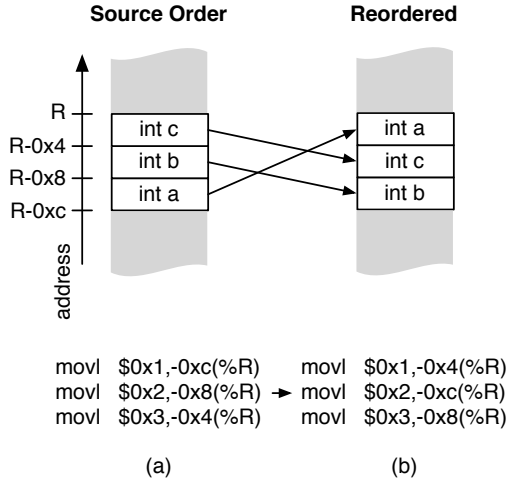 Source Order Reordered
R
int c int a
R-0x4
int b int c
R-0x8
int a int b
R-0xc
address
movl $0x1,-0xc(%R) movl $0x1,-0x4(%R)
movl $0x2,-0x8(%R) movl $0x2,-0xc(%R)
movl $0x3,-0x4(%R) movl $0x3,-0x8(%R)
(a) (b)